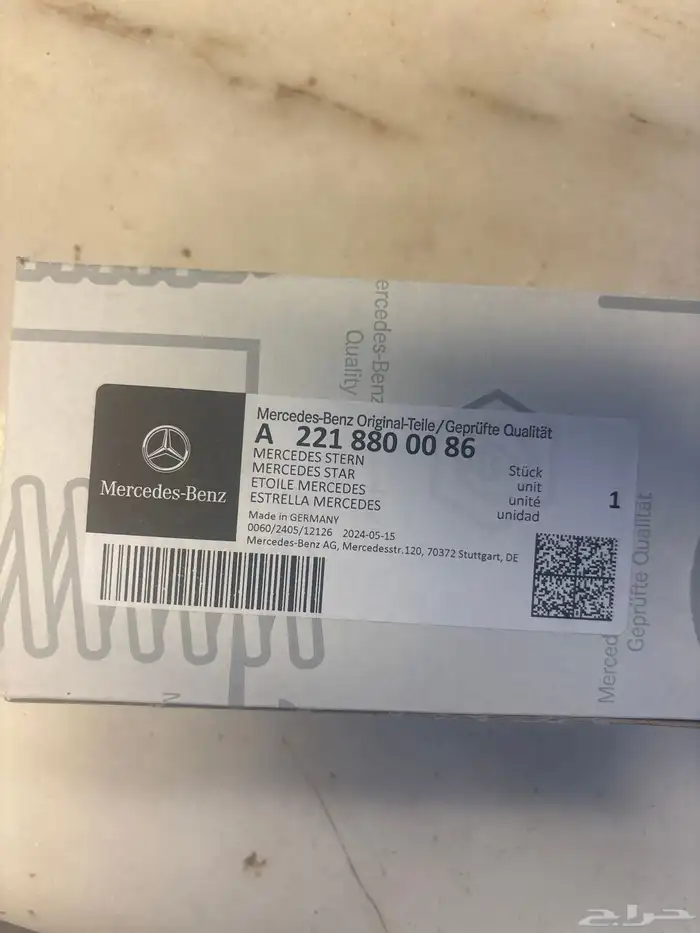 Mercedes-Benz
Quality
Mercedes-Benz Original-Teile/Geprüfte Qualität
A 221 880 00 86
MERCEDES STERN
MERCEDES STAR
ETOILE MERCEDES
ESTRELLA MERCEDES
Stück
unit
unité
unidad
1
Made in GERMANY
0060/2405/12126 2024-05-15
Mercedes-Benz AG, Mercedesstr.120, 70372 Stuttgart, DE
Geprüfte Qualität
حراج